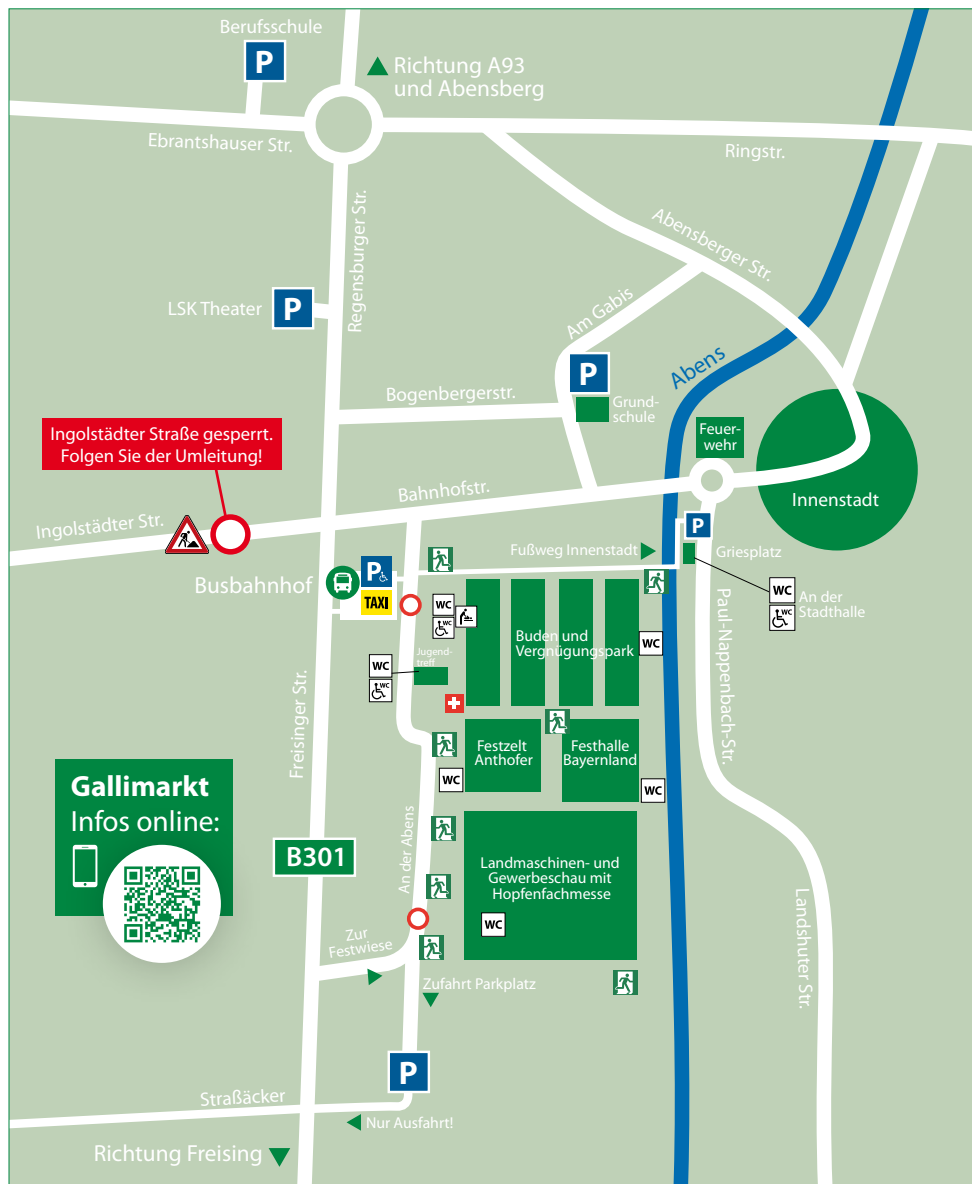 Berufsschule
P
Richtung A93
und Abensberg
Ebrantshauser Str.
Ringstr.
Regensburger Str.
Abensberger Str.
LSK Theater
P
Am Gabis
P
Abens
Bogenbergerstr.
Grund-
schule
Feuer-
wehr
Ingolstädter Straße gesperrt.
Folgen Sie der Umleitung!
Innenstadt
Bahnhofstr.
Ingolstädter Str.
P
Fußweg Innenstadt
Griesplatz
Busbahnhof
P
TAXI
WC
WC
WC
WC
An der
Stadthalle
Buden und
Vergnügungspark
WC
Jugend-
treff
WC
WC
Paul-Nappenbach-Str.
Freisinger Str.
Festzelt
Anthofer
Festhalle
Bayernland
WC
WC
Gallimarkt
Infos online:
An der Abens
B301
Landmaschinen- und
Gewerbeschau mit
Hopfenfachmesse
WC
Landshuter Str.
Zur
Festwiese
Zufahrt Parkplatz
P
Straßäcker
Nur Ausfahrt!
Richtung Freising